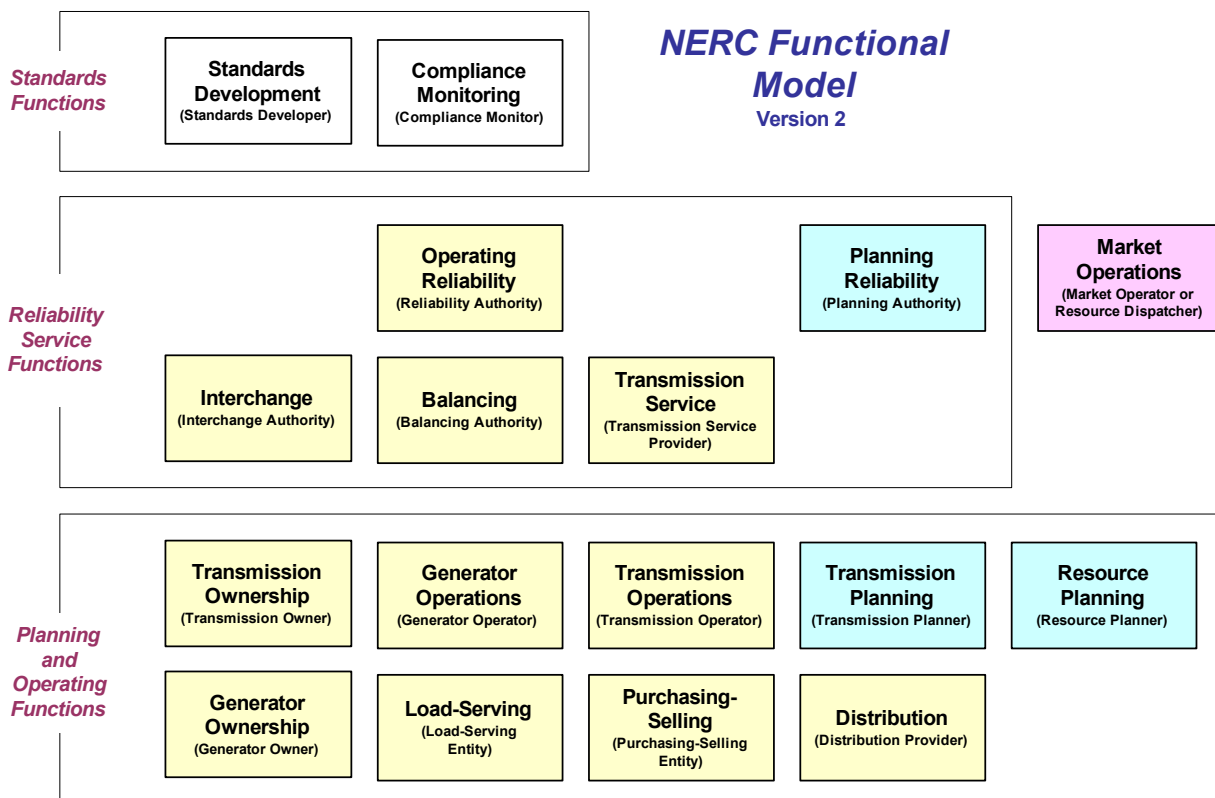 NERC Functional
Model
Version 2
Standards
Functions
Standards
Development
(Standards Developer)
Compliance
Monitoring
(Compliance Monitor)
Reliability
Service
Functions
Operating
Reliability
(Reliability Authority)
Planning
Reliability
(Planning Authority)
Market
Operations
(Market Operator or
Resource Dispatcher)
Interchange
(Interchange Authority)
Balancing
(Balancing Authority)
Transmission
Service
(Transmission Service
Provider)
Planning
and
Operating
Functions
Transmission
Ownership
(Transmission Owner)
Generator
Operations
(Generator Operator)
Transmission
Operations
(Transmission Operator)
Transmission
Planning
(Transmission Planner)
Resource
Planning
(Resource Planner)
Generator
Ownership
(Generator Owner)
Load-Serving
(Load-Serving
Entity)
Purchasing-
Selling
(Purchasing-Selling
Entity)
Distribution
(Distribution Provider)